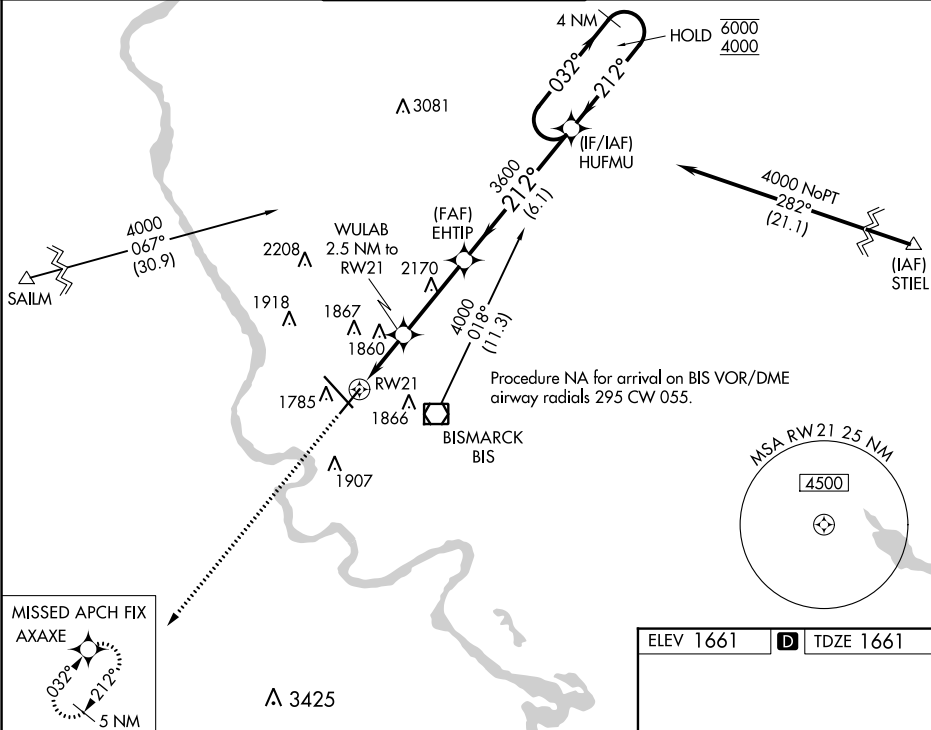 4 NM
HOLD 6000
4000
032°
212°
3081
(IF/IAF)
HUFMU
3600
212°
(6.1)
4000 NoPT
282°
(21.1)
(IAF)
STIEL
4000
067°
(30.9)
SAILM
(FAF)
EHTIP
WULAB
2.5 NM to
RW21
2208
2170
1918
1867
1860
4000
018°
(11.3)
RW21
1785
1866
Procedure NA for arrival on BIS VOR/DME
airway radials 295 CW 055.
BISMARCK
BIS
1907
MSA RW21 25 NM
4500
MISSED APCH FIX
AXAXE
032°
212°
5 NM
3425
ELEV 1661 D TDZE 1661